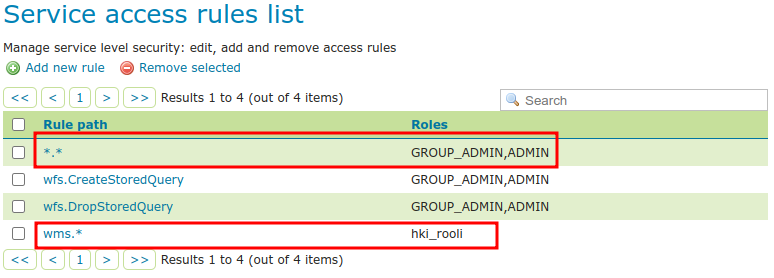 Service access rules list
Manage service level security: edit, add and remove access rules
Add new rule Remove selected
<< < 1 > >> Results 1 to 4 (out of 4 items) Search
Rule path Roles
*.* GROUP_ADMIN,ADMIN
wfs.CreateStoredQuery GROUP_ADMIN,ADMIN
wfs.DropStoredQuery GROUP_ADMIN,ADMIN
wms.* hki_rooli
<< < 1 > >> Results 1 to 4 (out of 4 items)